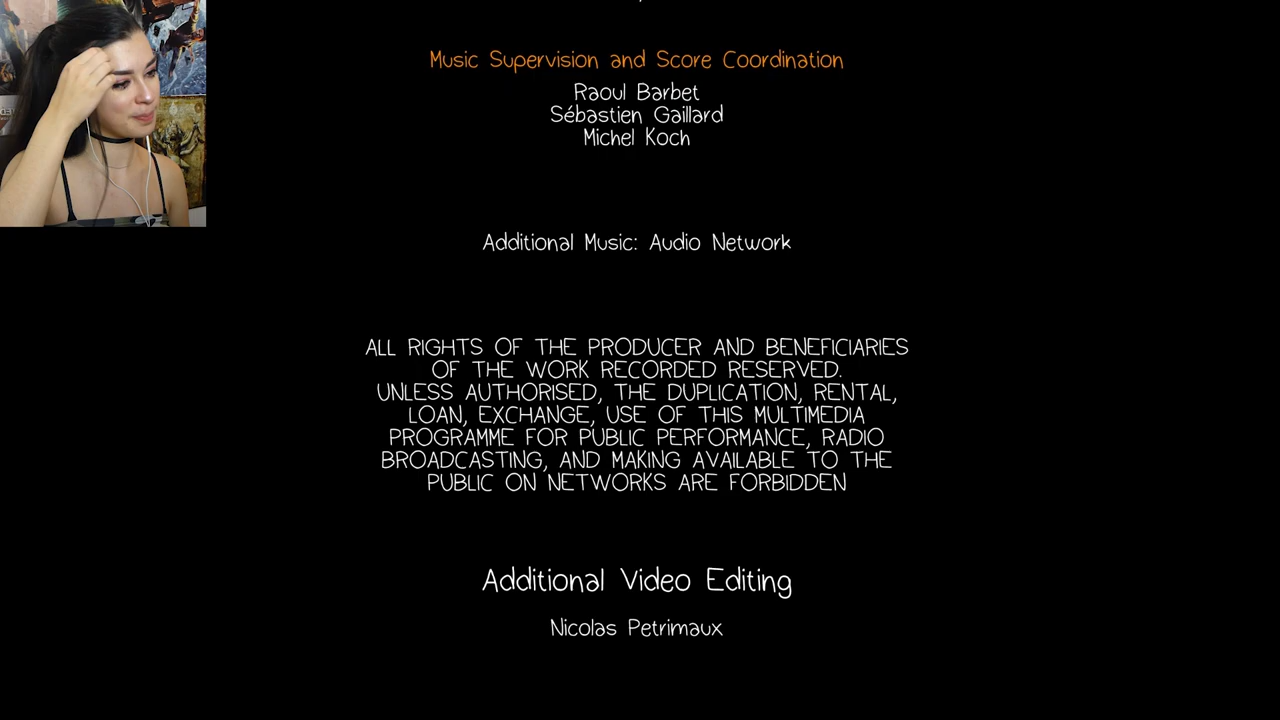 Music Supervision and Score Coordination
Raoul Barbet
Sébastien Gaillard
Michel Koch
Additional Music: Audio Network
ALL RIGHTS OF THE PRODUCER AND BENEFICIARIES
OF THE WORK RECORDED RESERVED.
UNLESS AUTHORISED, THE DUPLICATION, RENTAL,
LOAN, EXCHANGE, USE OF THIS MULTIMEDIA
PROGRAMME FOR PUBLIC PERFORMANCE, RADIO
BROADCASTING, AND MAKING AVAILABLE TO THE
PUBLIC ON NETWORKS ARE FORBIDDEN
Additional Video Editing
Nicolas Petrimaux